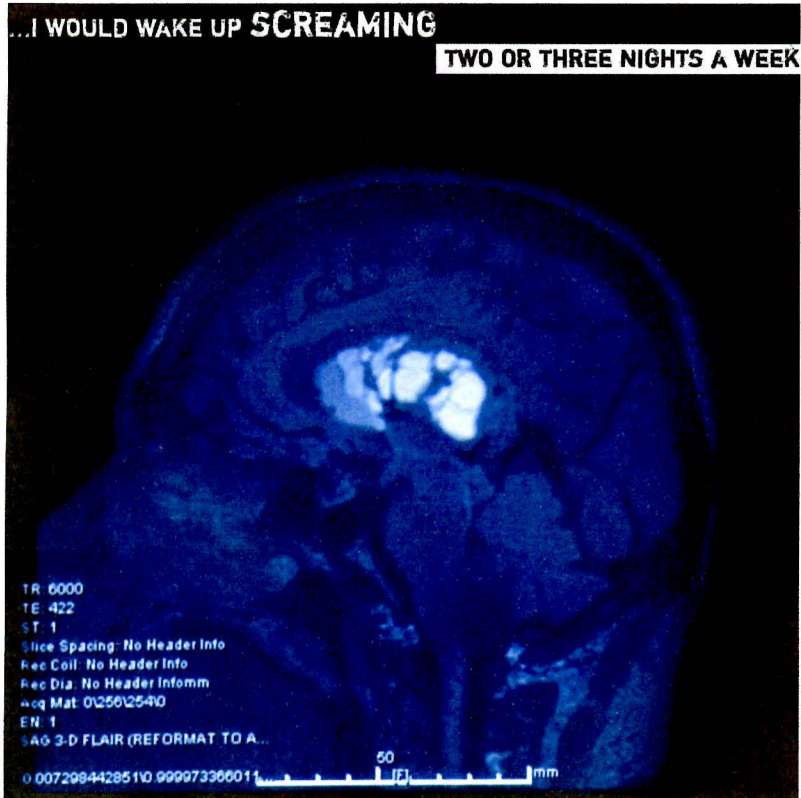 ...I WOULD WAKE UP SCREAMING
TWO OR THREE NIGHTS A WEEK
TR: 6000
TE: 422
ST: 1
Slice Spacing: No Header Info
Rec Coil: No Header Info
Rec Dia: No Header Infomm
Acq Mat: 0\256\254\0
EN: 1
SAG 3-D FLAIR (REFORMAT TO A...
0.007298442851\0.999973366011...
50
[F]
mm